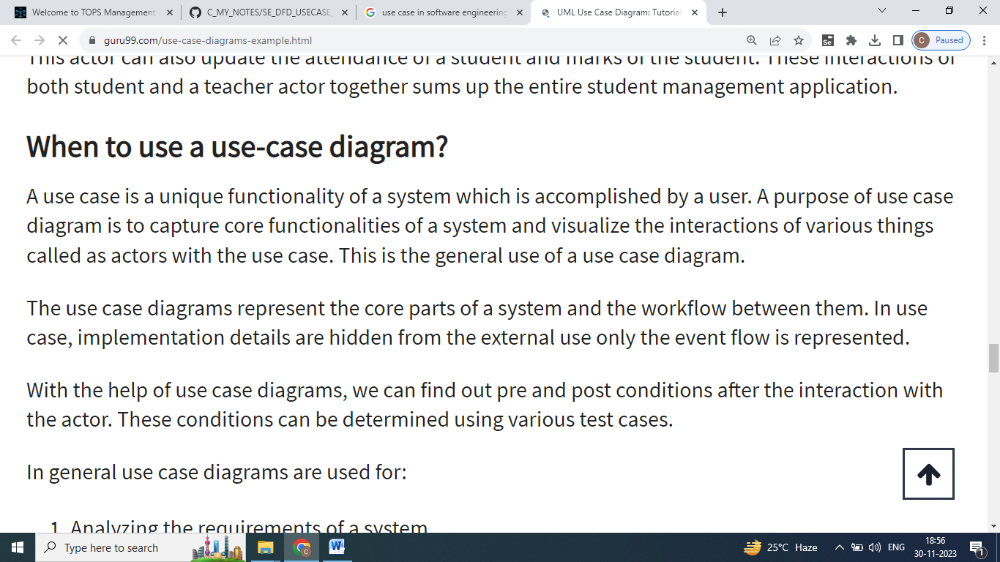 Welcome to TOPS Management
C_MY_NOTES/SE_DFD_USECASE
use case in software engineering
UML Use Case Diagram: Tutorial
guru99.com/use-case-diagrams-example.html
Se
C
Paused
This actor can also update the attendance of a student and marks of the student. These interactions of
both student and a teacher actor together sums up the entire student management application.
When to use a use-case diagram?
A use case is a unique functionality of a system which is accomplished by a user. A purpose of use case
diagram is to capture core functionalities of a system and visualize the interactions of various things
called as actors with the use case. This is the general use of a use case diagram.
The use case diagrams represent the core parts of a system and the workflow between them. In use
case, implementation details are hidden from the external use only the event flow is represented.
With the help of use case diagrams, we can find out pre and post conditions after the interaction with
the actor. These conditions can be determined using various test cases.
In general use case diagrams are used for:
1. Analyzing the requirements of a system
Type here to search
C
W
25°C Haze
ENG
18:56
30-11-2023
1